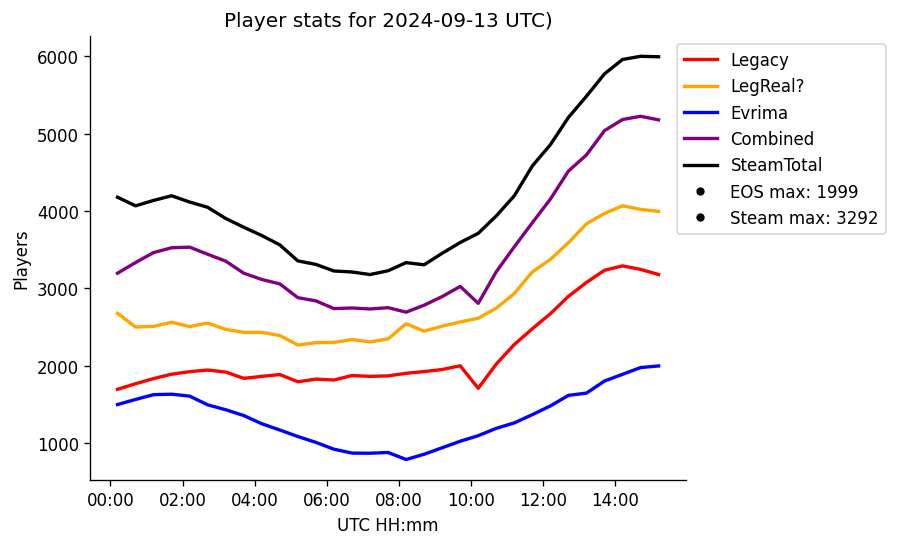 Player stats for 2024-09-13 UTC)
6000
5000
4000
3000
2000
1000
Players
00:00 02:00 04:00 06:00 08:00 10:00 12:00 14:00
UTC HH:mm
Legacy
LegReal?
Evrima
Combined
SteamTotal
EOS max: 1999
Steam max: 3292